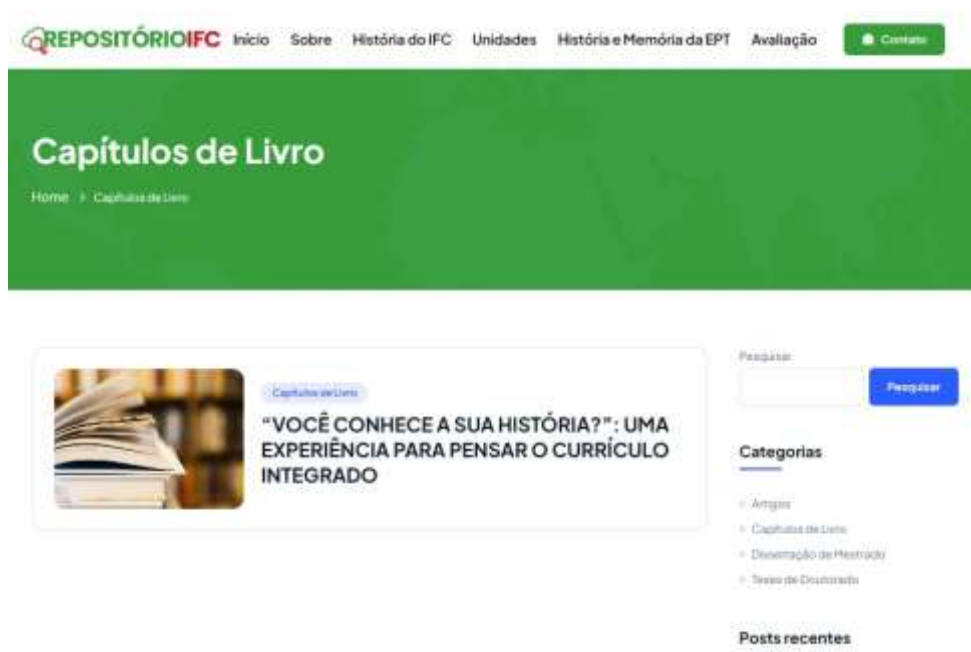 REPOSITÓRIOIFC Início Sobre História do IFC Unidades História e Memória da EPT Avaliação Contato
Capítulos de Livro
Home Capítulos de Livro
Capítulos de Livro
“VOCÊ CONHECE A SUA HISTÓRIA?”: UMA
EXPERIÊNCIA PARA PENSAR O CURRÍCULO
INTEGRADO
Pesquisar
Pesquisar
Categorias
Artigos
Capítulos de Livro
Dissertação de Mestrado
Teses de Doutorado
Posts recentes